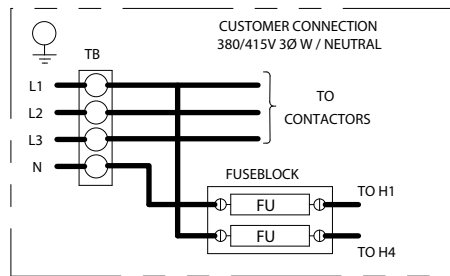 CUSTOMER CONNECTION
380/415V 3Ø W / NEUTRAL
TB
L1
L2
L3
N
TO
CONTACTORS
FUSEBLOCK
FU
TO H1
FU
TO H4